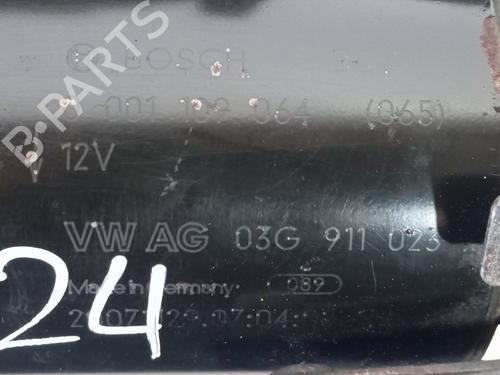 BOSCH
001 109 064 (065)
12V
VW AG 03G 911 023
Made in Germany 089
24
B-PARTS